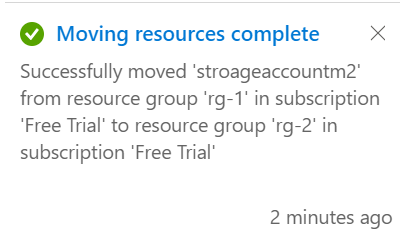 Moving resources complete
Successfully moved 'stroageaccountm2'
from resource group 'rg-1' in subscription
'Free Trial' to resource group 'rg-2' in
subscription 'Free Trial'
2 minutes ago